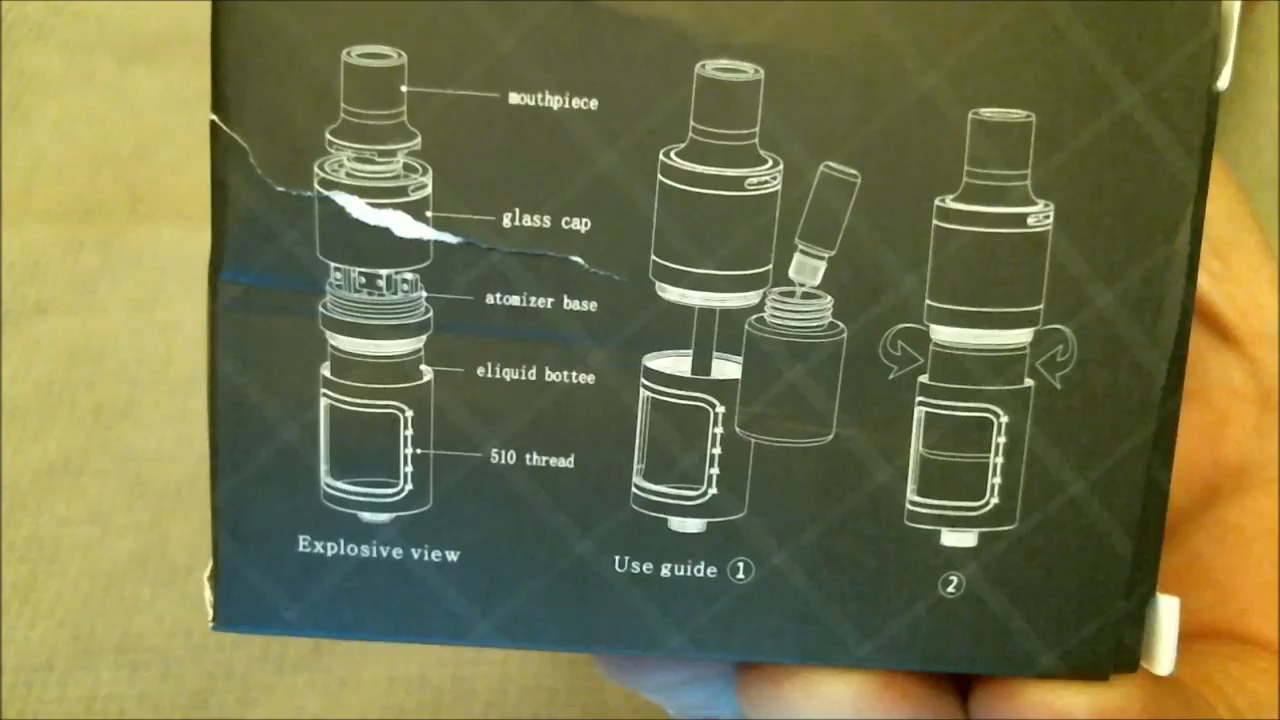 mouthpiece
glass cap
atomizer base
eliquid bottee
510 thread
Explosive view
Use guide ①
②